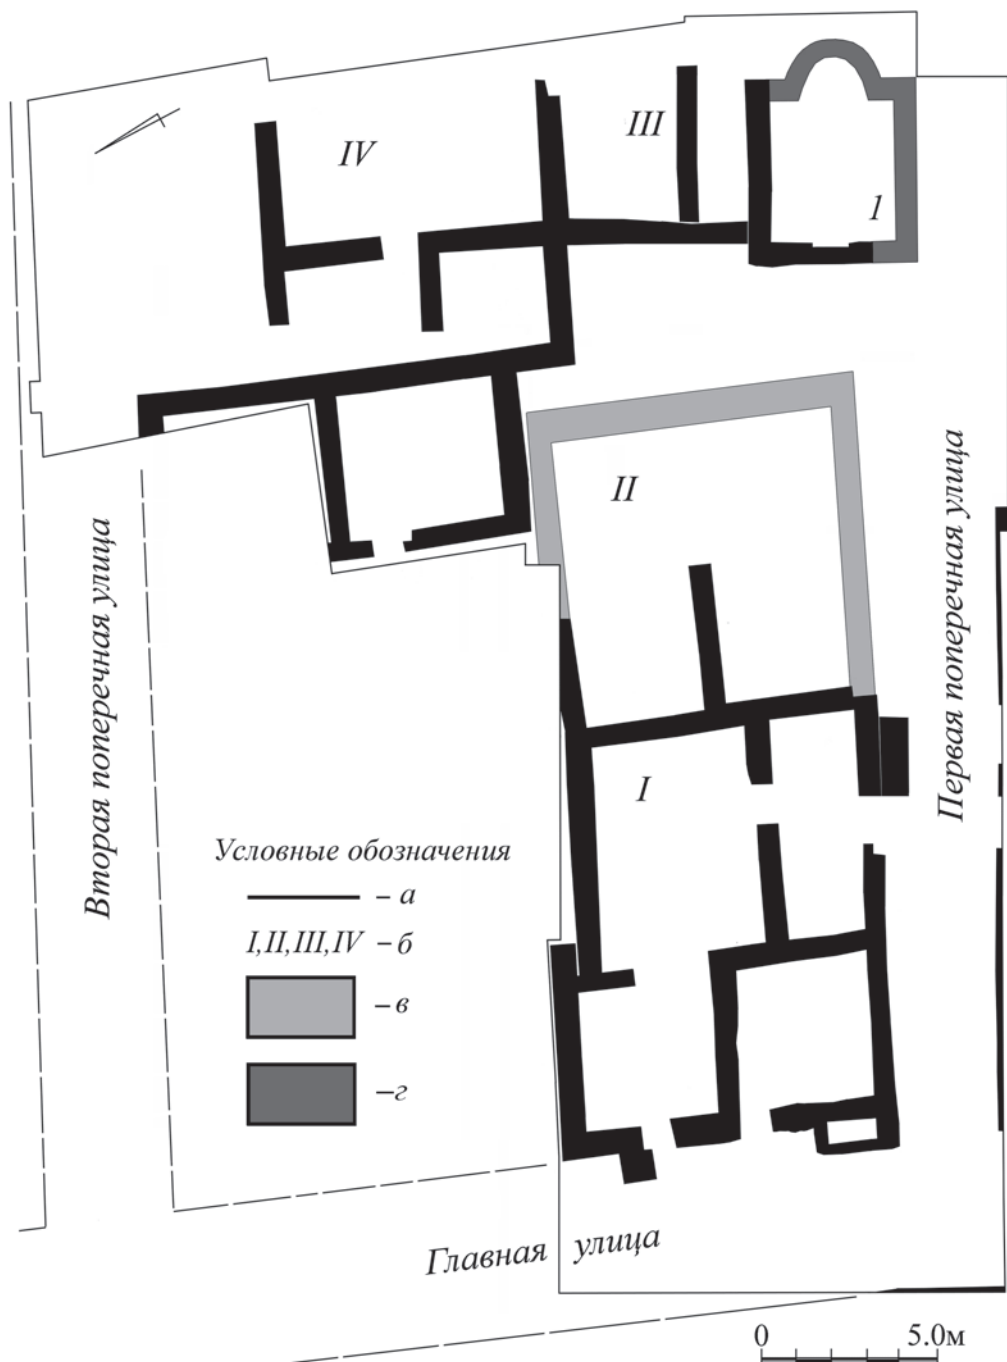 IV
III
1
II
I
Вторая поперечная улица
Первая поперечная улица
Условные обозначения
– а
I,II,III,IV – б
– в
– г
Главная улица
0 5.0м